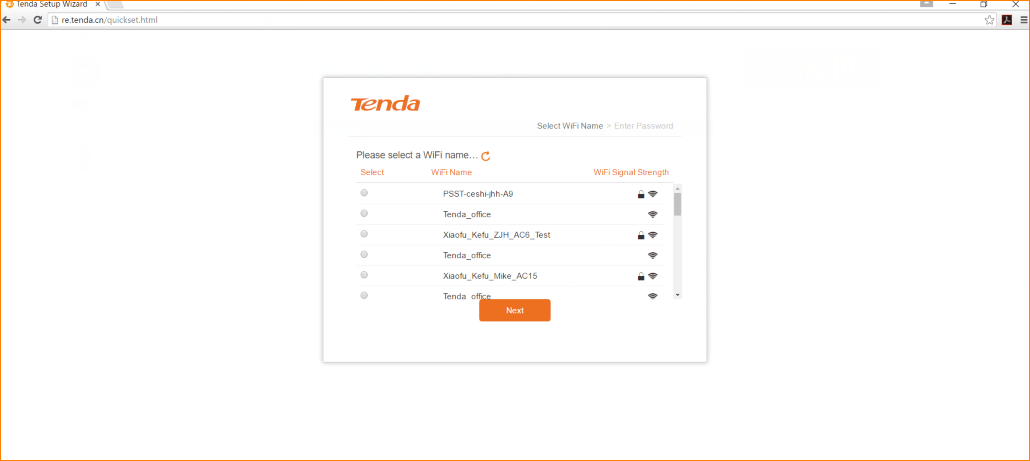 Tenda Setup Wizard
re.tenda.cn/quickset.html
Tenda
Select WiFi Name > Enter Password
Please select a WiFi name...
Select WiFi Name WiFi Signal Strength
PSST-ceshi-jhh-A9
Tenda_office
Xiaofu_Kefu_ZJH_AC6_Test
Tenda_office
Xiaofu_Kefu_Mike_AC15
Tenda_office
Next